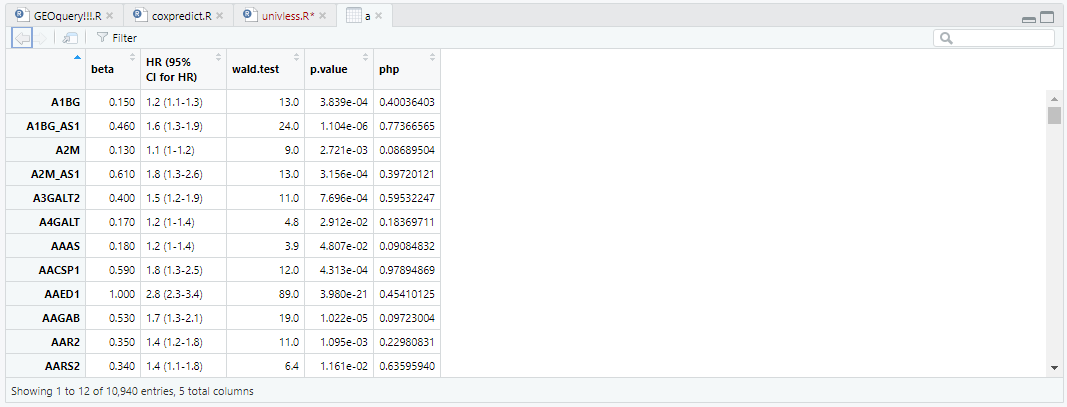 GEOquery!!!.R coxpredict.R univless.R* a
Filter
beta HR (95% CI for HR) wald.test p.value php
A1BG 0.150 1.2 (1.1-1.3) 13.0 3.839e-04 0.40036403
A1BG_AS1 0.460 1.6 (1.3-1.9) 24.0 1.104e-06 0.77366565
A2M 0.130 1.1 (1-1.2) 9.0 2.721e-03 0.08689504
A2M_AS1 0.610 1.8 (1.3-2.6) 13.0 3.156e-04 0.39720121
A3GALT2 0.400 1.5 (1.2-1.9) 11.0 7.696e-04 0.59532247
A4GALT 0.170 1.2 (1-1.4) 4.8 2.912e-02 0.18369711
AAAS 0.180 1.2 (1-1.4) 3.9 4.807e-02 0.09084832
AACSP1 0.590 1.8 (1.3-2.5) 12.0 4.313e-04 0.97894869
AAED1 1.000 2.8 (2.3-3.4) 89.0 3.980e-21 0.45410125
AAGAB 0.530 1.7 (1.3-2.1) 19.0 1.022e-05 0.09723004
AAR2 0.350 1.4 (1.2-1.8) 11.0 1.095e-03 0.22980831
AARS2 0.340 1.4 (1.1-1.8) 6.4 1.161e-02 0.63595940
Showing 1 to 12 of 10,940 entries, 5 total columns